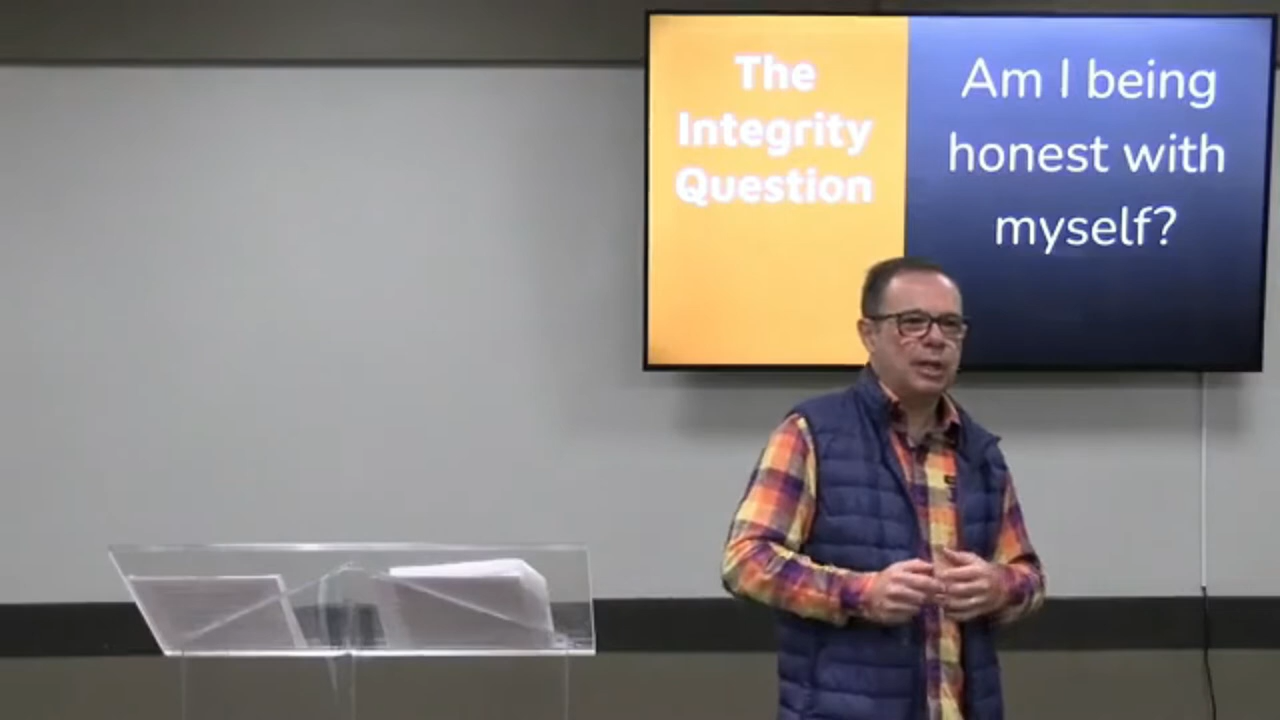 The
Integrity
Question
Am I being
honest with
myself?